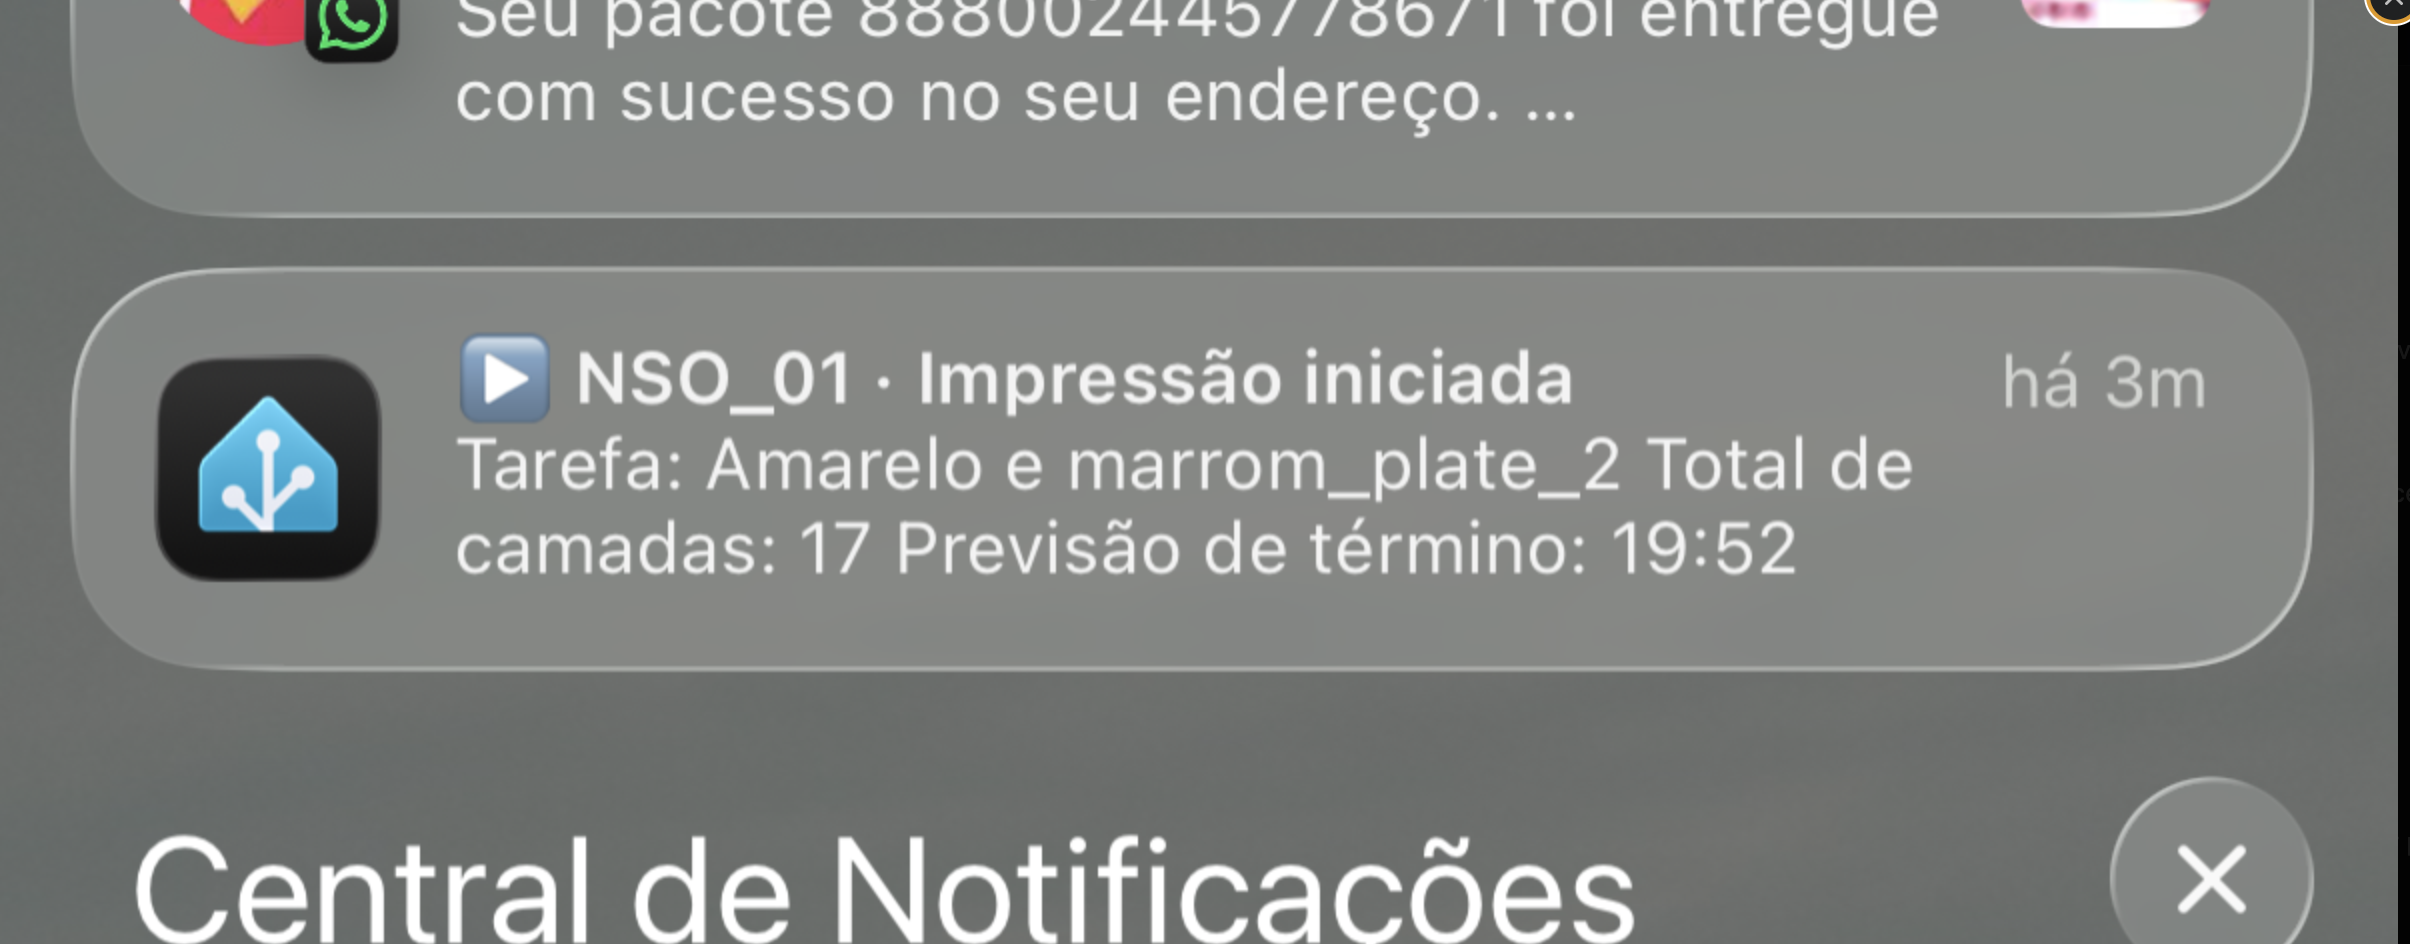 Seu pacote 888002445778671 foi entregue
com sucesso no seu endereço. ...
NSO_01 · Impressão iniciada
há 3m
Tarefa: Amarelo e marrom_plate_2 Total de
camadas: 17 Previsão de término: 19:52
Central de Notificações